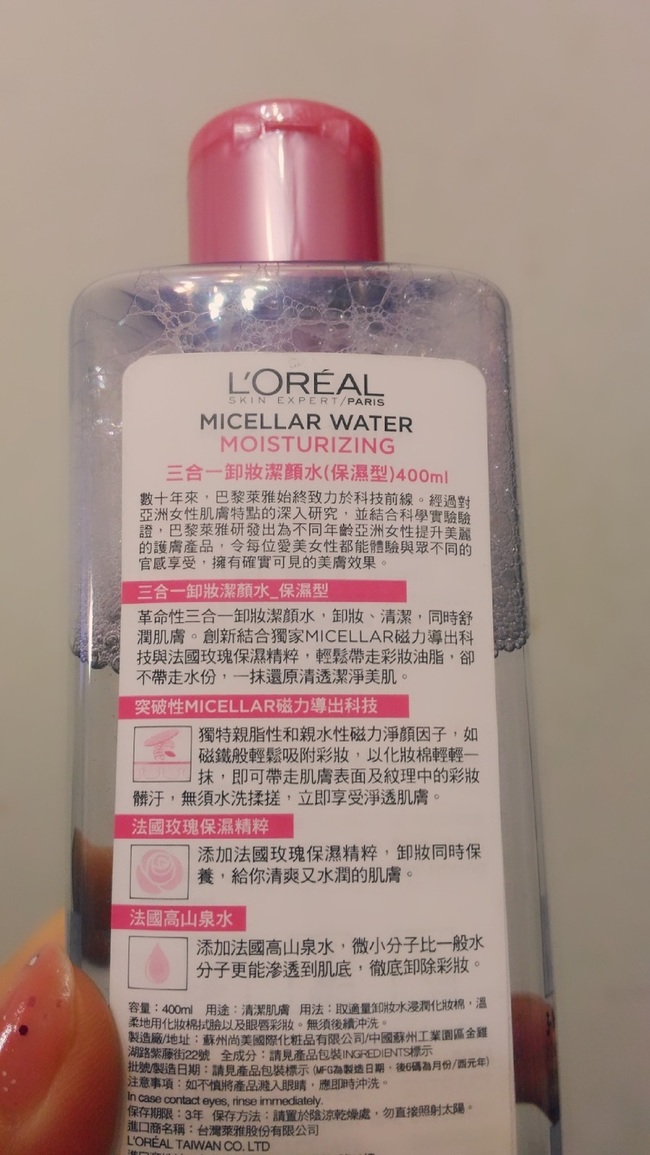 L'ORÉAL
SKIN EXPERT/PARIS
MICELLAR WATER
MOISTURIZING
三合一卸妝潔顏水(保濕型)400ml
數十年來，巴黎萊雅始終致力於科技前線。經過對
亞洲女性肌膚特點的深入研究，並結合科學實驗驗
證，巴黎萊雅研發出為不同年齡亞洲女性提升美麗
的護膚產品，令每位愛美女性都能體驗與眾不同的
官感享受，擁有確實可見的美膚效果。
三合一卸妝潔顏水_保濕型
革命性三合一卸妝潔顏水，卸妝、清潔，同時舒
潤肌膚。創新結合獨家MICELLAR磁力導出科
技與法國玫瑰保濕精粹，輕鬆帶走彩妝油脂，卻
不帶走水份，一抹還原清透潔淨美肌。
突破性MICELLAR磁力導出科技
獨特親脂性和親水性磁力淨顏因子，如
磁鐵般輕鬆吸附彩妝，以化妝棉輕輕一
抹，即可帶走肌膚表面及紋理中的彩妝
髒汙，無須水洗揉搓，立即享受淨透肌膚。
法國玫瑰保濕精粹
添加法國玫瑰保濕精粹，卸妝同時保
養，給你清爽又水潤的肌膚。
法國高山泉水
添加法國高山泉水，微小分子比一般水
分子更能滲透到肌底，徹底卸除彩妝。
容量：400ml 用途：清潔肌膚 用法：取適量卸妝水浸潤化妝棉，溫
柔地用化妝棉拭臉以及眼唇彩妝。無須後續沖洗。
製造廠/地址：蘇州尚美國際化粧品有限公司/中國蘇州工業園區金雞
湖路紫藤街22號 全成分：請見產品包裝INGREDIENTS標示
批號/製造日期：請見產品包裝標示 (MFG為製造日期，後6碼為月份/西元年)
注意事項：如不慎將產品濺入眼睛，應即時沖洗。
In case contact eyes, rinse immediately.
保存期限：3年 保存方法：請置於陰涼乾燥處，勿直接照射太陽。
進口商名稱：台灣萊雅股份有限公司
L'ORÉAL TAIWAN CO. LTD